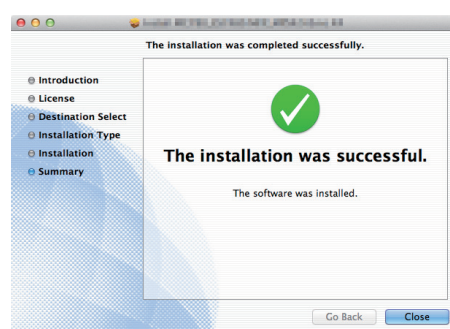 The installation was completed successfully.
Introduction
License
Destination Select
Installation Type
Installation
Summary
The installation was successful.
The software was installed.
Go Back
Close